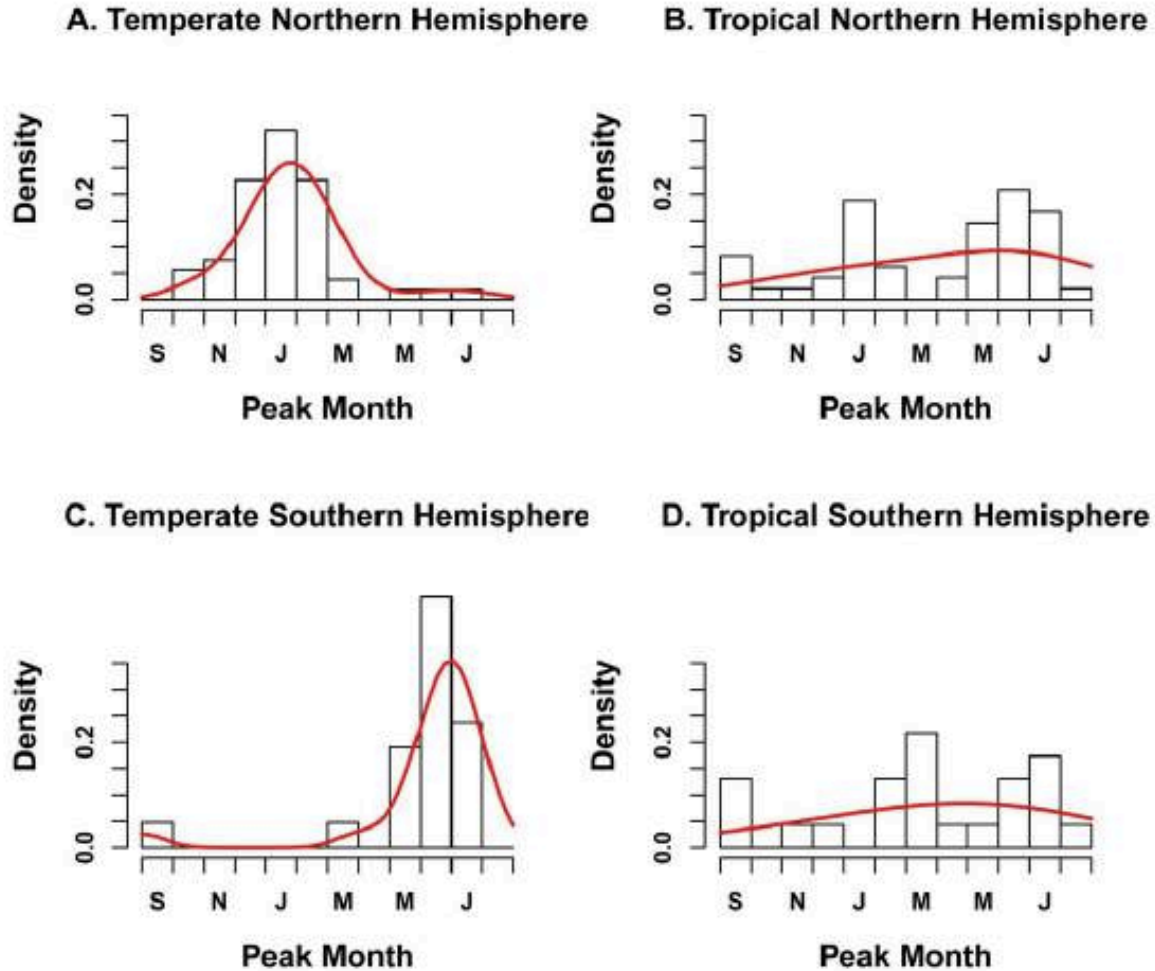 A. Temperate Northern Hemisphere
B. Tropical Northern Hemisphere
Density
0.2
0.0
S N J M M J
Peak Month
Density
0.2
0.0
S N J M M J
Peak Month
C. Temperate Southern Hemisphere
D. Tropical Southern Hemisphere
Density
0.2
0.0
S N J M M J
Peak Month
Density
0.2
0.0
S N J M M J
Peak Month